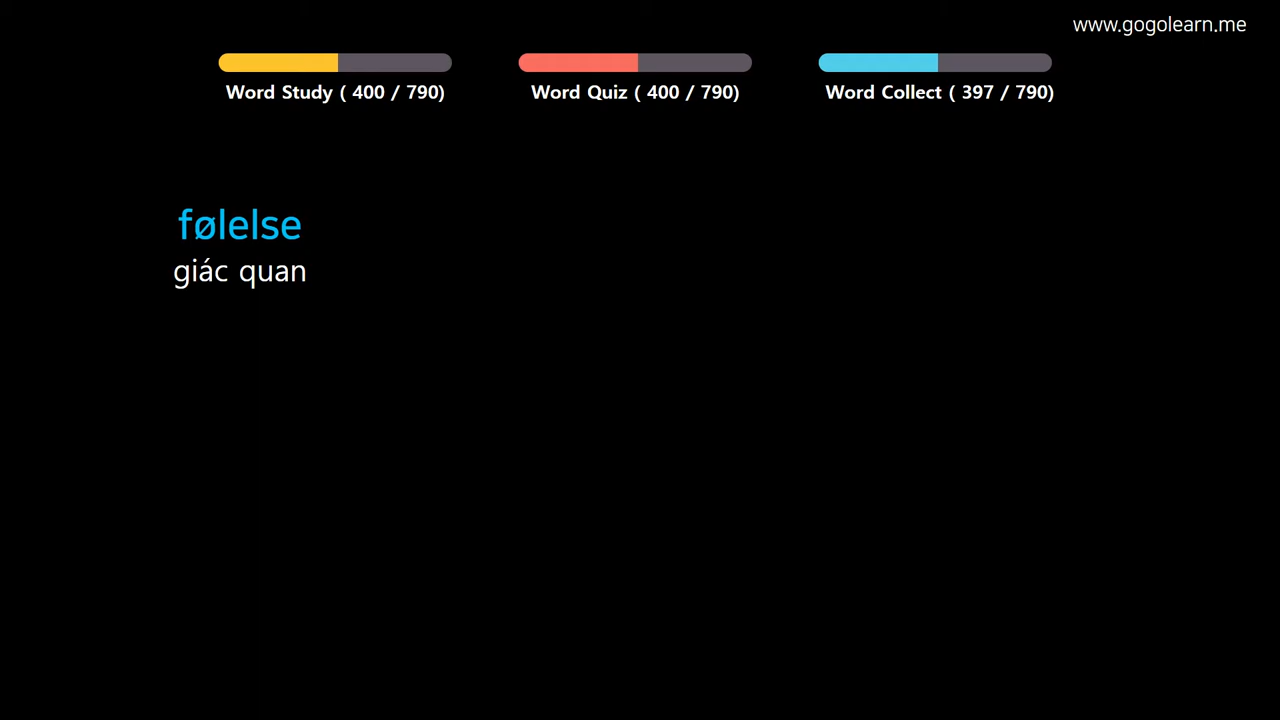 www.gogolearn.me
Word Study ( 400 / 790)
Word Quiz ( 400 / 790)
Word Collect ( 397 / 790)
følelse
giác quan